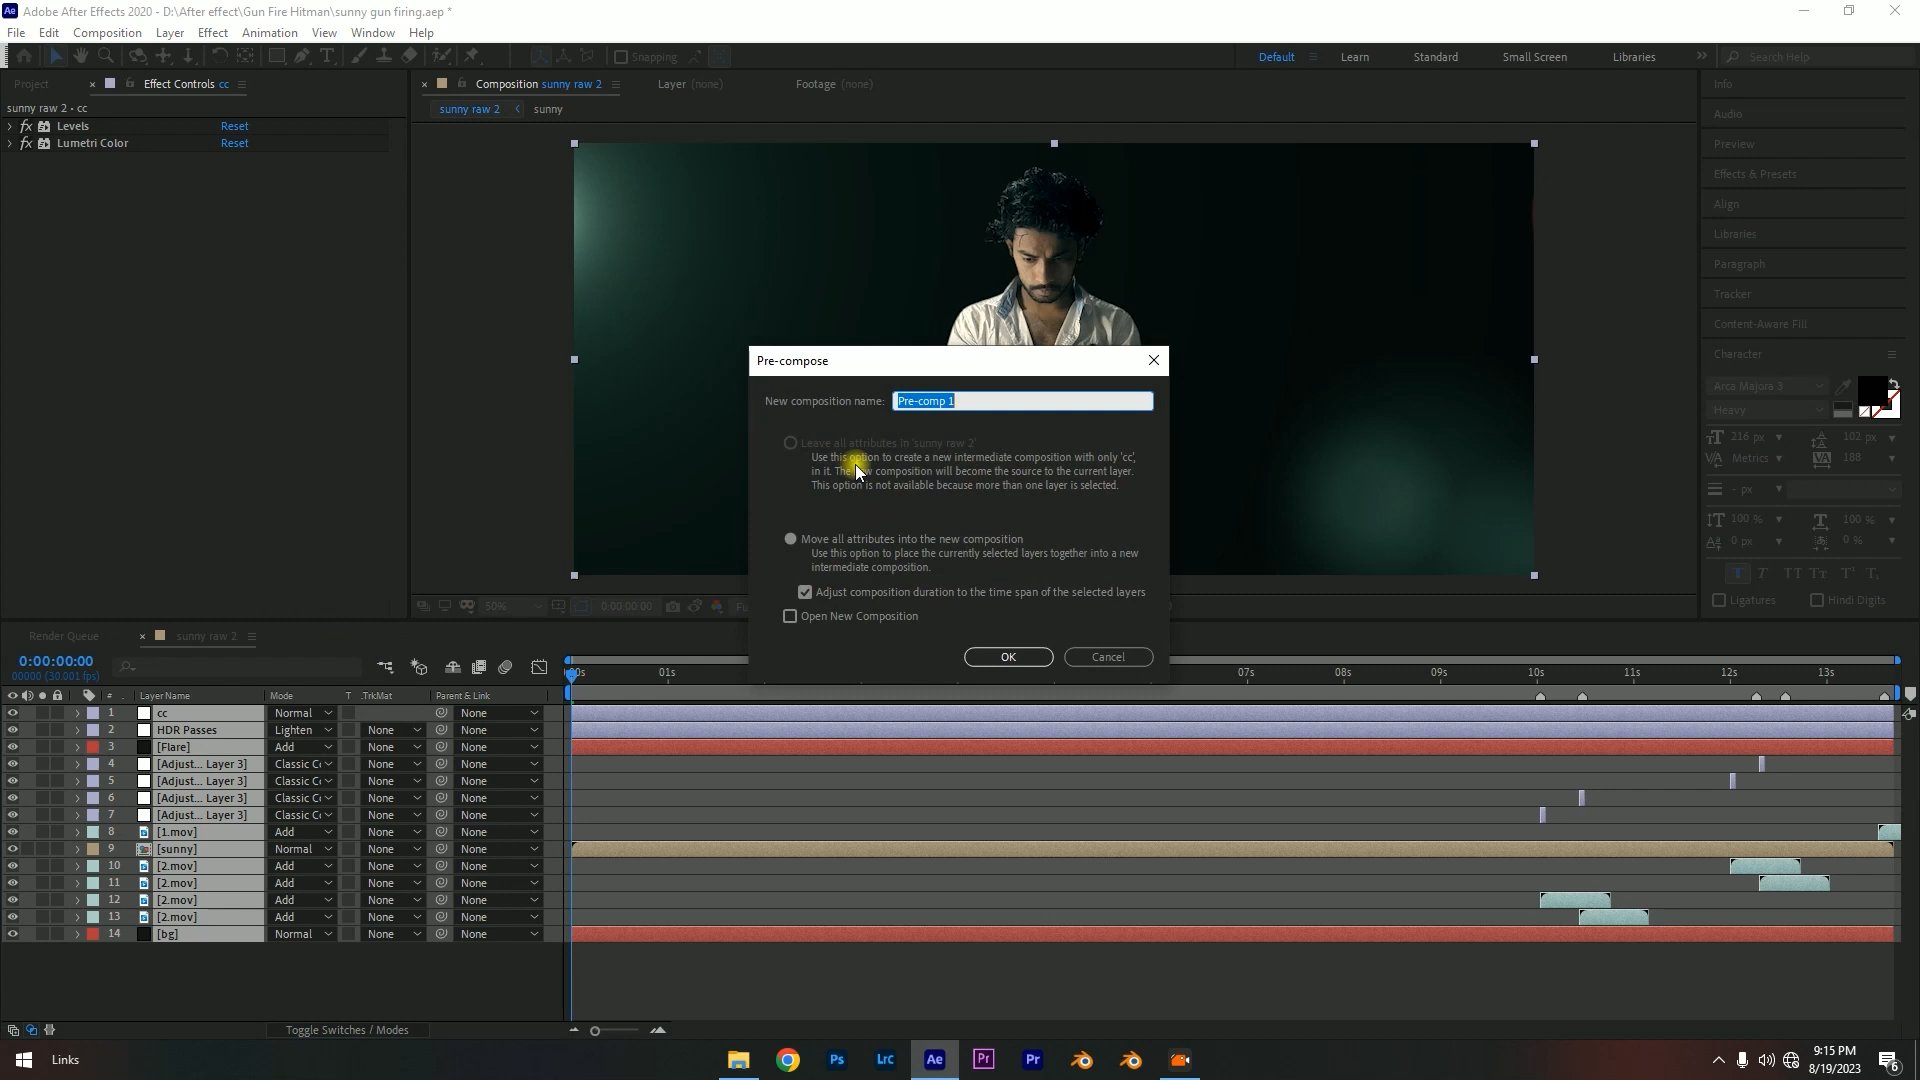 Adobe After Effects 2020 - D:\After effect\Gun Fire Hitman\sunny gun firing.aep *
File Edit Composition Layer Effect Animation View Window Help
Snapping Default Learn Standard Small Screen Libraries Search Help
Project Effect Controls cc Composition sunny raw 2 Layer (none) Footage (none) Info
sunny raw 2 • cc sunny raw 2 sunny
Audio
fx Levels Reset
fx Lumetri Color Reset
Preview
Effects & Presets
Align
Libraries
Paragraph
Tracker
Content-Aware Fill
Character
Arca Majora 3
Heavy
216 px 102 px
Metrics 188
- px
100 % 100 %
0 px 0 %
T T TT Tt T¹ T₁
Ligatures Hindi Digits
Pre-compose
New composition name: Pre-comp 1
Leave all attributes in 'sunny raw 2'
Use this option to create a new intermediate composition with only 'cc',
in it. The new composition will become the source to the current layer.
This option is not available because more than one layer is selected.
Move all attributes into the new composition
Use this option to place the currently selected layers together into a new
intermediate composition.
Adjust composition duration to the time span of the selected layers
Open New Composition
OK Cancel
50% 0:00:00:00
Render Queue sunny raw 2
0:00:00:00
00000 (30.001 fps)
01s 07s 08s 09s 10s 11s 12s 13s
# Layer Name Mode T .TrkMat Parent & Link
1 cc Normal None
2 HDR Passes Lighten None None
3 [Flare] Add None None
4 [Adjust... Layer 3] Classic C None None
5 [Adjust... Layer 3] Classic C None None
6 [Adjust... Layer 3] Classic C None None
7 [Adjust... Layer 3] Classic C None None
8 [1.mov] Add None None
9 [sunny] Normal None None
10 [2.mov] Add None None
11 [2.mov] Add None None
12 [2.mov] Add None None
13 [2.mov] Add None None
14 [bg] Normal None None
Toggle Switches / Modes
Links Ps Lrc Ae Pr Pr 9:15 PM
8/19/2023 6